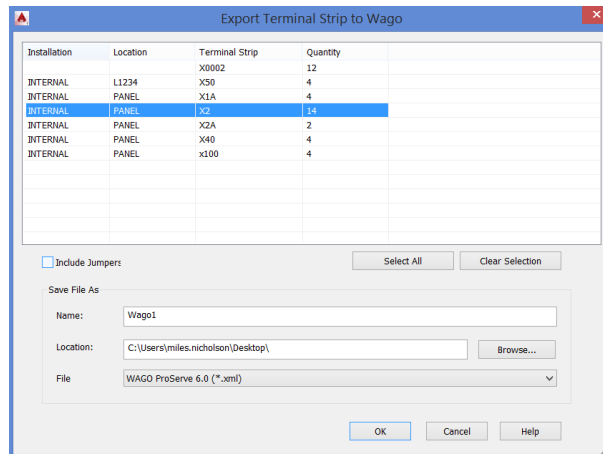 Export Terminal Strip to Wago
Installation Location Terminal Strip Quantity
X0002 12
INTERNAL L1234 X50 4
INTERNAL PANEL X1A 4
INTERNAL PANEL X2 14
INTERNAL PANEL X2A 2
INTERNAL PANEL X40 4
INTERNAL PANEL x100 4
Include Jumpers
Select All Clear Selection
Save File As
Name: Wago1
Location: C:\Users\miles.nicholson\Desktop\ Browse...
File WAGO ProServe 6.0 (*.xml)
OK Cancel Help